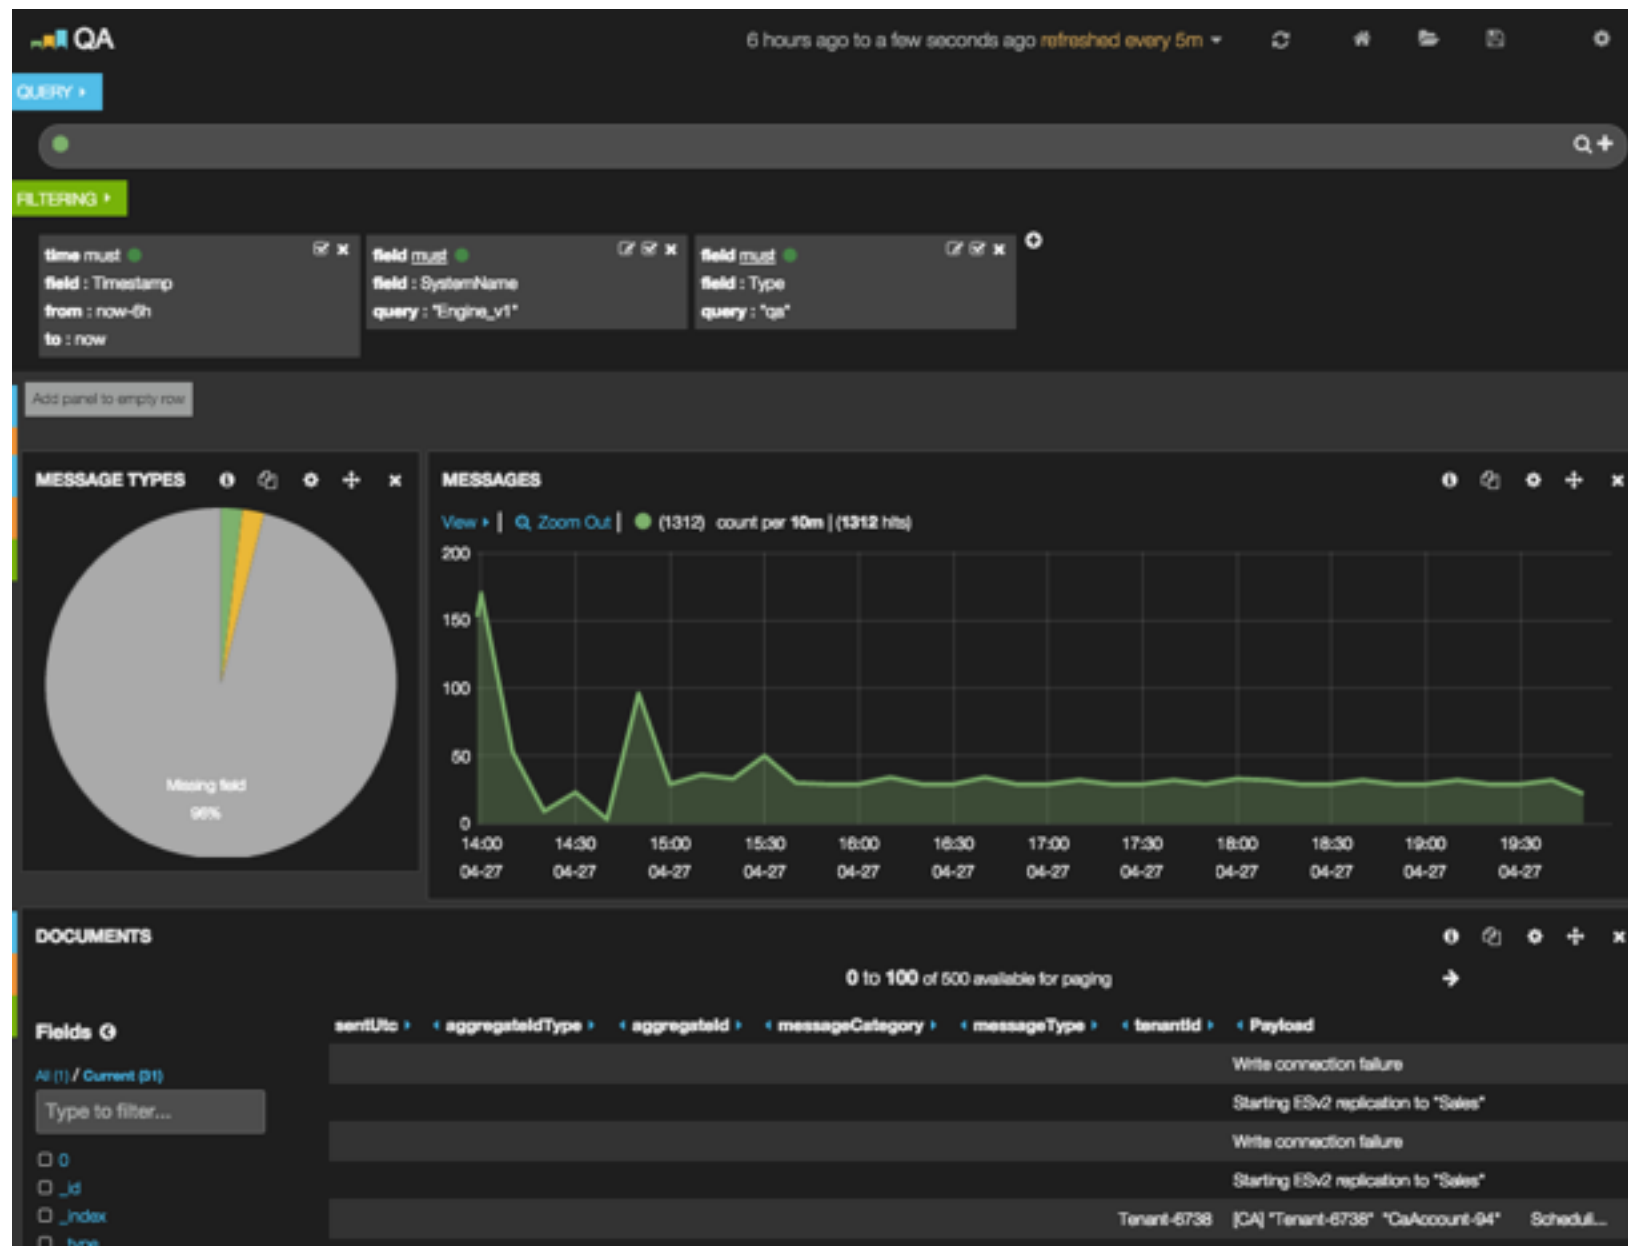 QA
6 hours ago to a few seconds ago refreshed every 5m
QUERY
FILTERING
time must
field : Timestamp
from : now-6h
to : now
field must
field : SystemName
query : "Engine_v1"
field must
field : Type
query : "qa"
Add panel to empty row
MESSAGE TYPES
Missing field
96%
MESSAGES
View | Zoom Out | (1312) count per 10m | (1312 hits)
200
150
100
50
0
14:00 14:30 15:00 15:30 16:00 16:30 17:00 17:30 18:00 18:30 19:00 19:30
04-27 04-27 04-27 04-27 04-27 04-27 04-27 04-27 04-27 04-27 04-27 04-27
DOCUMENTS
0 to 100 of 500 available for paging
Fields
All (1) / Current (31)
Type to filter...
0
_id
_index
_type
sentUtc aggregateIdType aggregateId messageCategory messageType tenantId Payload
Write connection failure
Starting ESv2 replication to "Sales"
Write connection failure
Starting ESv2 replication to "Sales"
Tenant-6738 [CA] "Tenant-6738" "CaAccount-94" Schedul...